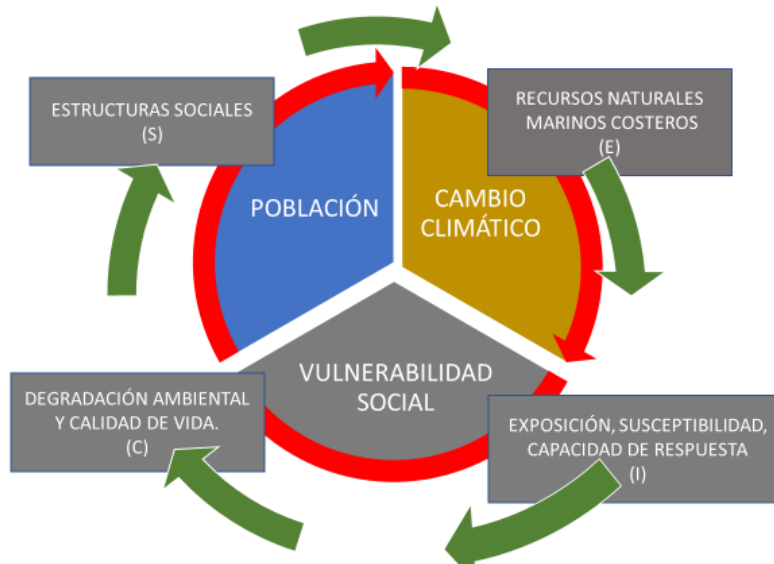 ESTRUCTURAS SOCIALES
(S)
RECURSOS NATURALES
MARINOS COSTEROS
(E)
POBLACIÓN
CAMBIO
CLIMÁTICO
VULNERABILIDAD
SOCIAL
DEGRADACIÓN AMBIENTAL
Y CALIDAD DE VIDA.
(C)
EXPOSICIÓN, SUSCEPTIBILIDAD,
CAPACIDAD DE RESPUESTA
(I)